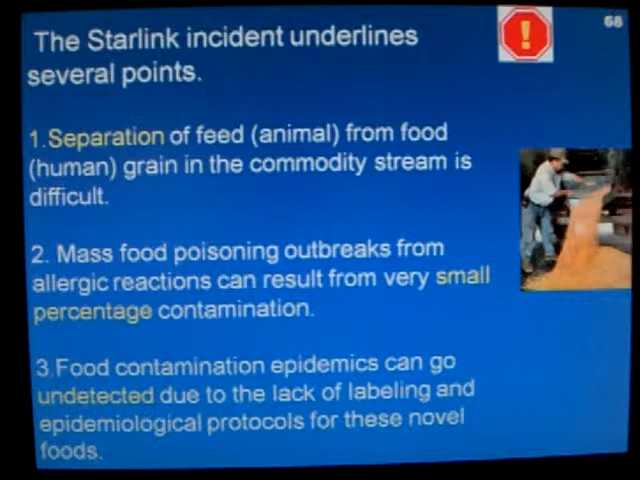 68
The Starlink incident underlines
several points.
1.Separation of feed (animal) from food
(human) grain in the commodity stream is
difficult.
2. Mass food poisoning outbreaks from
allergic reactions can result from very small
percentage contamination.
3.Food contamination epidemics can go
undetected due to the lack of labeling and
epidemiological protocols for these novel
foods.
!